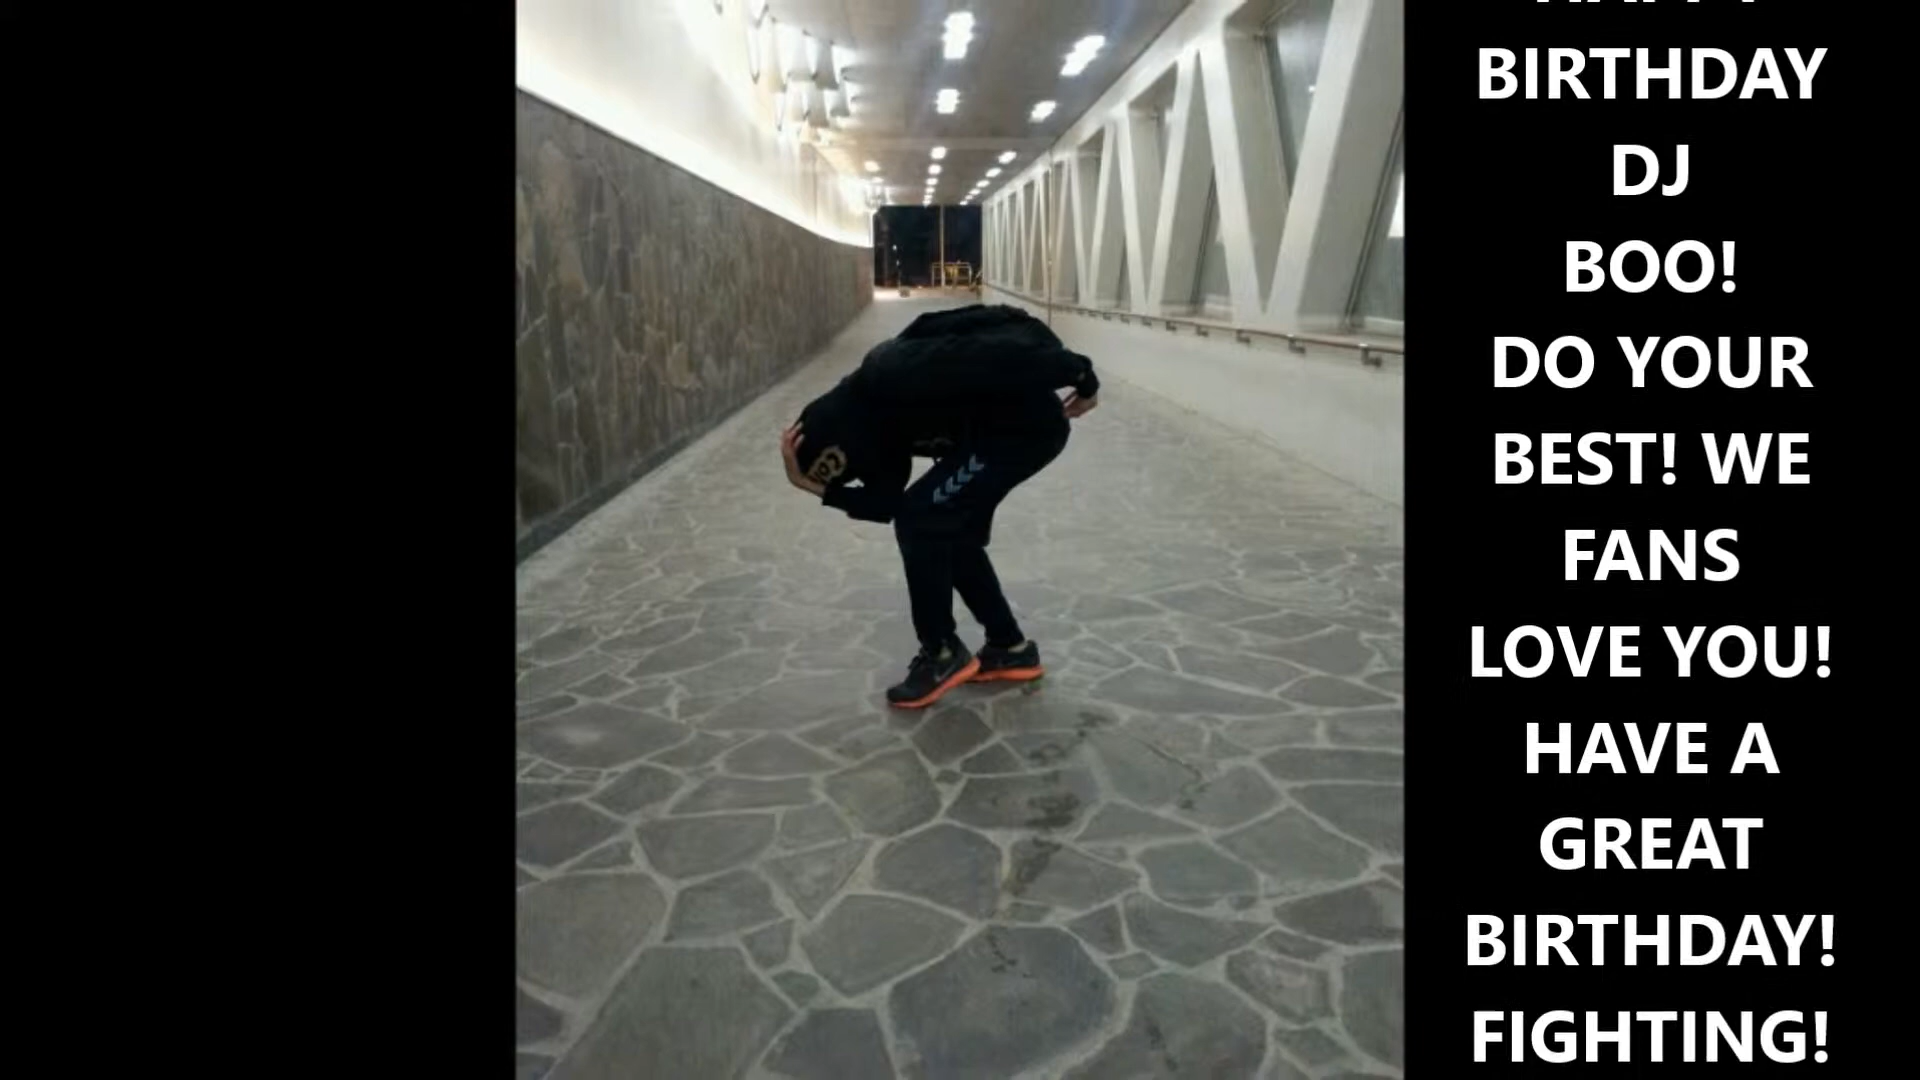 BIRTHDAY
DJ
BOO!
DO YOUR
BEST! WE
FANS
LOVE YOU!
HAVE A
GREAT
BIRTHDAY!
FIGHTING!